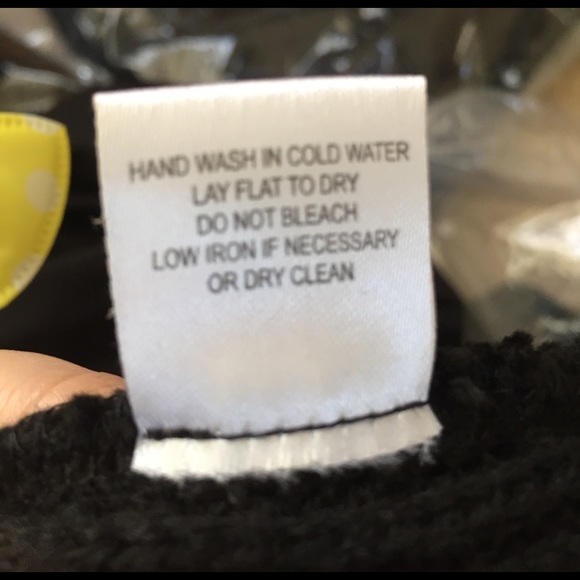 HAND WASH IN COLD WATER
LAY FLAT TO DRY
DO NOT BLEACH
LOW IRON IF NECESSARY
OR DRY CLEAN